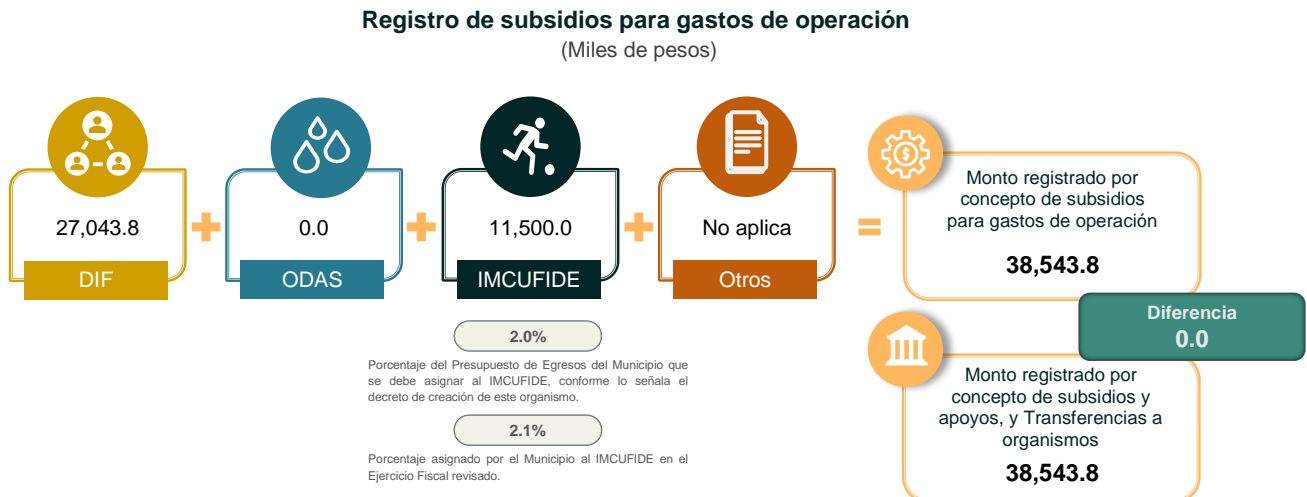 Registro de subsidios para gastos de operación
(Miles de pesos)
27,043.8
DIF
0.0
ODAS
11,500.0
IMCUFIDE
No aplica
Otros
2.0%
Porcentaje del Presupuesto de Egresos del Municipio que
se debe asignar al IMCUFIDE, conforme lo señala el
decreto de creación de este organismo.
2.1%
Porcentaje asignado por el Municipio al IMCUFIDE en el
Ejercicio Fiscal revisado.
Monto registrado por
concepto de subsidios
para gastos de operación
38,543.8
Diferencia
0.0
Monto registrado por
concepto de subsidios y
apoyos, y Transferencias a
organismos
38,543.8